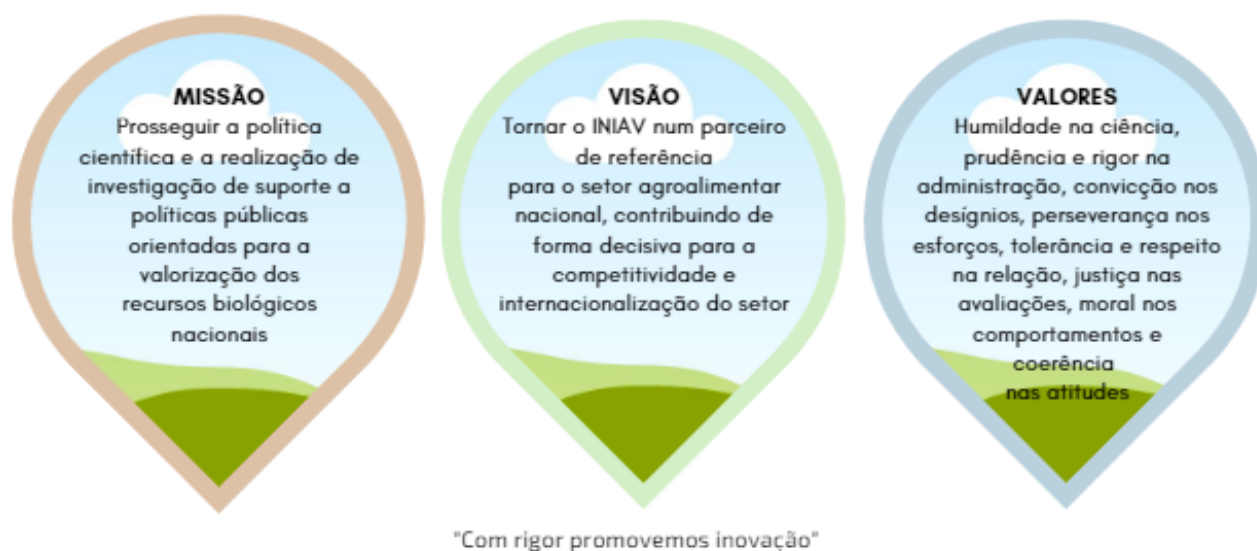 MISSÃO
Prosseguir a política
científica e a realização de
investigação de suporte a
políticas públicas
orientadas para a
valorização dos
recursos biológicos
nacionais
VISÃO
Tornar o INIAV num parceiro
de referência
para o setor agroalimentar
nacional, contribuindo de
forma decisiva para a
competitividade e
internacionalização do setor
VALORES
Humildade na ciência,
prudência e rigor na
administração, convicção nos
desígnios, perseverança nos
esforços, tolerância e respeito
na relação, justiça nas
avaliações, moral nos
comportamentos e
coerência
nas atitudes
"Com rigor promovemos inovação"